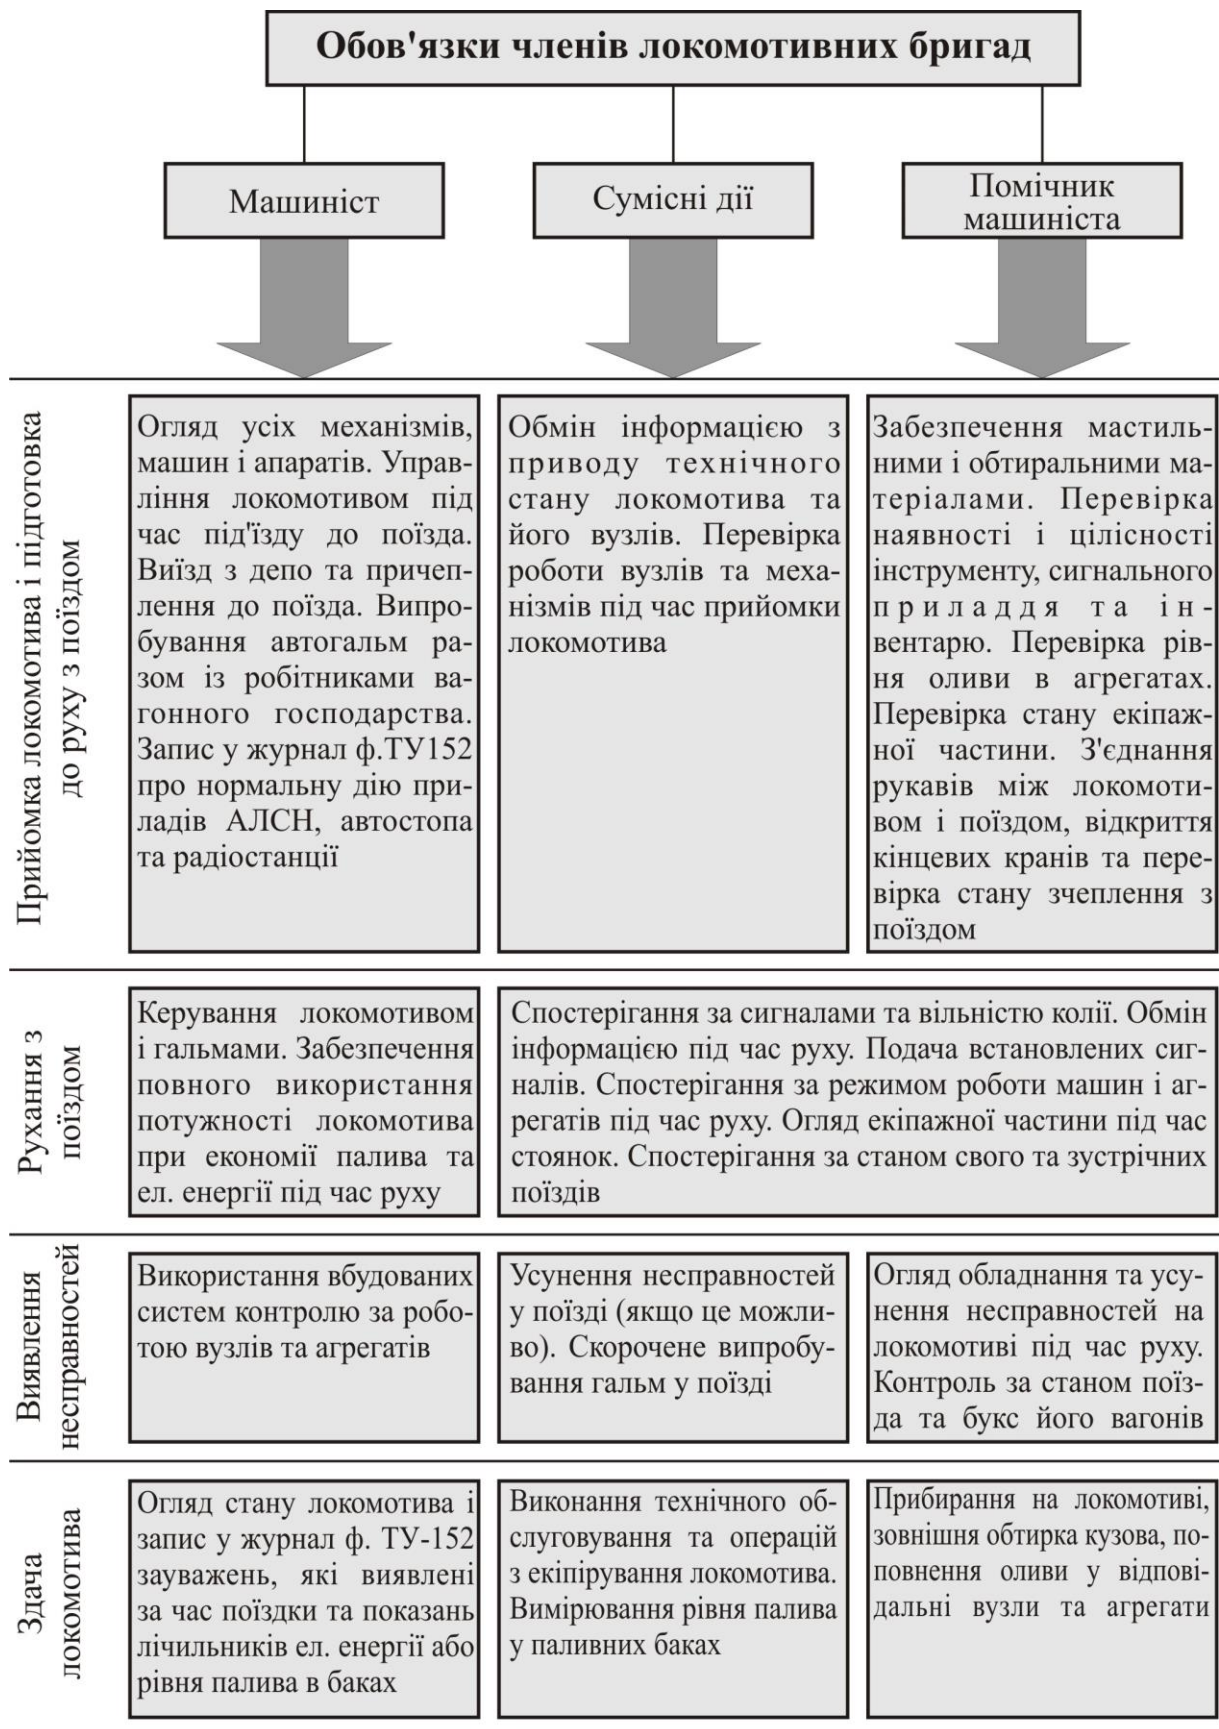 Обов'язки членів локомотивних бригад
Машиніст
Сумісні дії
Помічник
машиніста
Прийомка локомотива і підготовка
до руху з поїздом
Огляд усіх механізмів,
машин і апаратів. Управ-
ління локомотивом під
час під'їзду до поїзда.
Виїзд з депо та причеп-
лення до поїзда. Випро-
бування автогальм ра-
зом із робітниками ва-
гонного господарства.
Запис у журнал ф.ТУ152
про нормальну дію при-
ладів АЛСН, автостопа
та радіостанції
Обмін інформацією з
приводу технічного
стану локомотива та
його вузлів. Перевірка
роботи вузлів та меха-
нізмів під час прийомки
локомотива
Забезпечення мастиль-
ними і обтиральними ма-
теріалами. Перевірка
наявності і цілісності
інструменту, сигнального
приладдя та ін-
вентарю. Перевірка рів-
ня оливи в агрегатах.
Перевірка стану екіпаж-
ної частини. З'єднання
рукавів між локомоти-
вом і поїздом, відкриття
кінцевих кранів та пере-
вірка стану зчеплення з
поїздом
Рухання з
поїздом
Керування локомотивом
і гальмами. Забезпечення
повного використання
потужності локомотива
при економії палива та
ел. енергії під час руху
Спостерігання за сигналами та вільністю колії. Обмін
інформацією під час руху. Подача встановлених сиг-
налів. Спостерігання за режимом роботи машин і аг-
регатів під час руху. Огляд екіпажної частини під час
стоянок. Спостерігання за станом свого та зустрічних
поїздів
Виявлення
несправностей
Використання вбудованих
систем контролю за робо-
тою вузлів та агрегатів
Усунення несправностей
у поїзді (якщо це можли-
во). Скорочене випробу-
вання гальм у поїзді
Огляд обладнання та усу-
нення несправностей на
локомотиві під час руху.
Контроль за станом поїз-
да та букс його вагонів
Здача
локомотива
Огляд стану локомотива і
запис у журнал ф. ТУ-152
зауважень, які виявлені
за час поїздки та показань
лічильників ел. енергії або
рівня палива в баках
Виконання технічного об-
слуговування та операцій
з екіпірування локомотива.
Вимірювання рівня палива
у паливних баках
Прибирання на локомотиві,
зовнішня обтирка кузова, по-
повнення оливи у відпові-
дальні вузли та агрегати